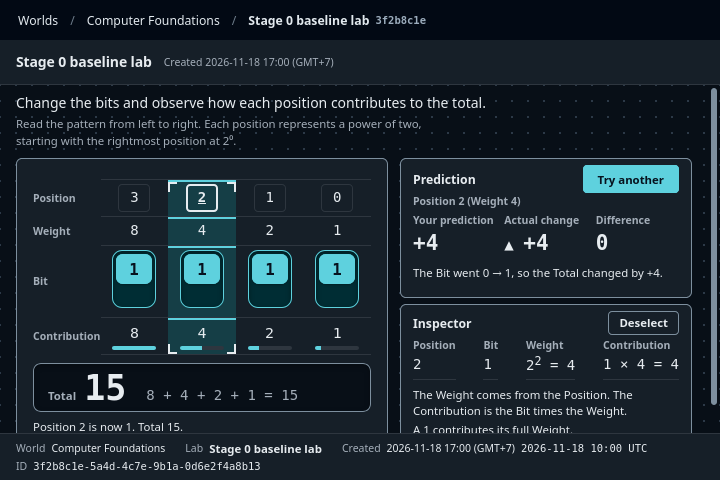 Worlds / Computer Foundations / Stage 0 baseline lab 3f2b8c1e
Stage 0 baseline lab Created 2026-11-18 17:00 (GMT+7)
Change the bits and observe how each position contributes to the total.
Read the pattern from left to right. Each position represents a power of two,
starting with the rightmost position at 2⁰.
Position 3 2 1 0
Weight 8 4 2 1
Bit 1 1 1 1
Contribution 8 4 2 1
Total 15 8 + 4 + 2 + 1 = 15
Position 2 is now 1. Total 15.
Prediction Try another
Position 2 (Weight 4)
Your prediction Actual change Difference
+4 ▲ +4 0
The Bit went 0 → 1, so the Total changed by +4.
Inspector Deselect
Position Bit Weight Contribution
2 1 2² = 4 1 × 4 = 4
The Weight comes from the Position. The
Contribution is the Bit times the Weight.
A 1 contributes its full Weight.
World Computer Foundations Lab Stage 0 baseline lab Created 2026-11-18 17:00 (GMT+7) 2026-11-18 10:00 UTC
ID 3f2b8c1e-5a4d-4c7e-9b1a-0d6e2f4a8b13